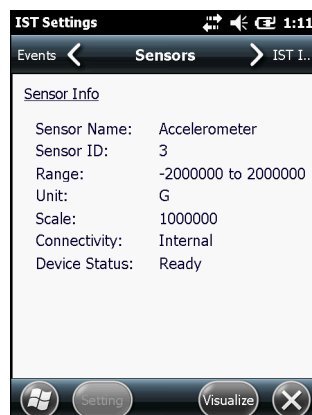 IST Settings 1:11
Events Sensors IST I..
Sensor Info
Sensor Name: Accelerometer
Sensor ID: 3
Range: -2000000 to 2000000
Unit: G
Scale: 1000000
Connectivity: Internal
Device Status: Ready
Setting Visualize